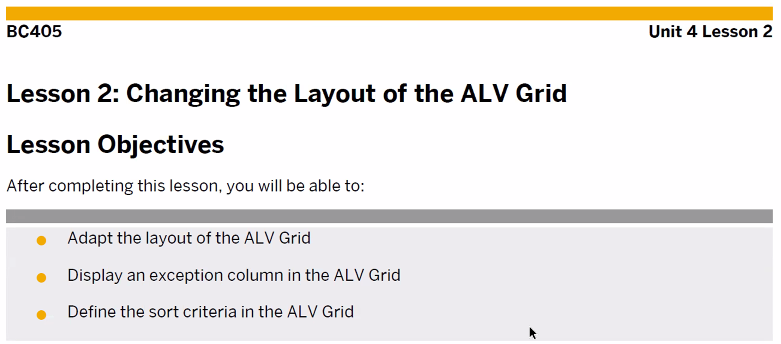 BC405 Unit 4 Lesson 2
Lesson 2: Changing the Layout of the ALV Grid
Lesson Objectives
After completing this lesson, you will be able to:
Adapt the layout of the ALV Grid
Display an exception column in the ALV Grid
Define the sort criteria in the ALV Grid